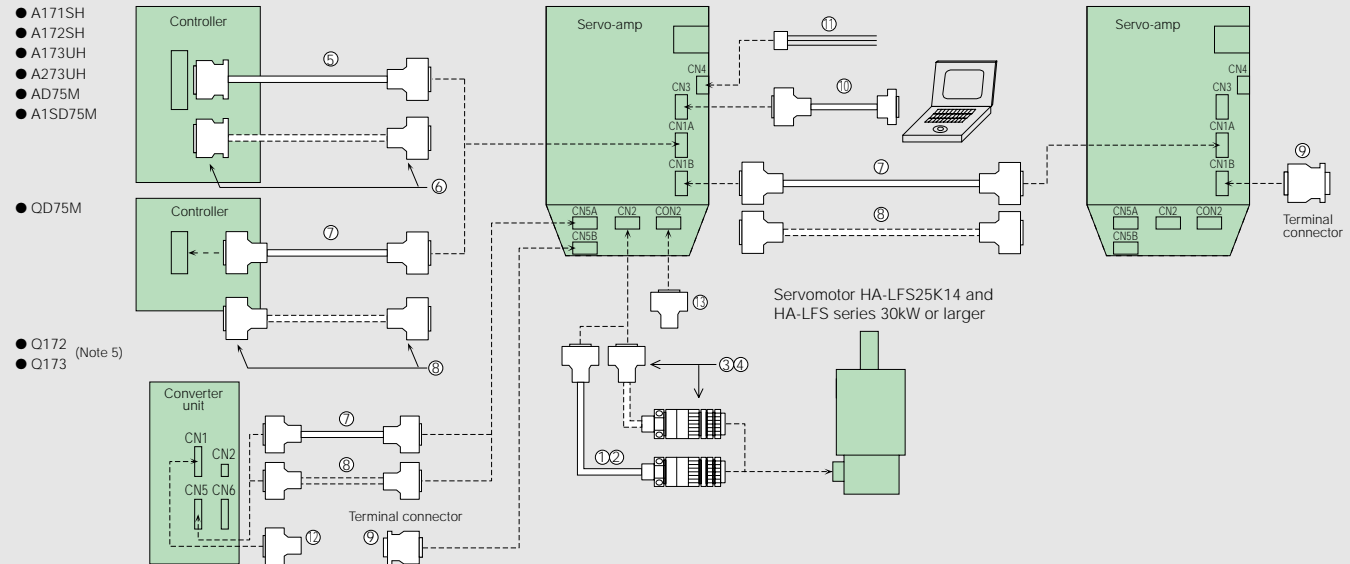 ● A171SH
● A172SH
● A173UH
● A273UH
● AD75M
● A1SD75M
Controller
⑤
⑥
● QD75M
Controller
⑦
⑧
● Q172
● Q173
(Note 5)
Converter
unit
CN1
CN2
CN5 CN6
⑦
⑧
⑫
Terminal connector
⑨
Servo-amp
CN4
CN3
CN1A
CN1B
CN5A
CN2
CON2
CN5B
⑪
⑩
⑦
⑧
⑬
③④
①②
Servomotor HA-LFS25K14 and
HA-LFS series 30kW or larger
Servo-amp
CN4
CN3
CN1A
CN1B
CN5A
CN2
CON2
CN5B
⑨
Terminal
connector